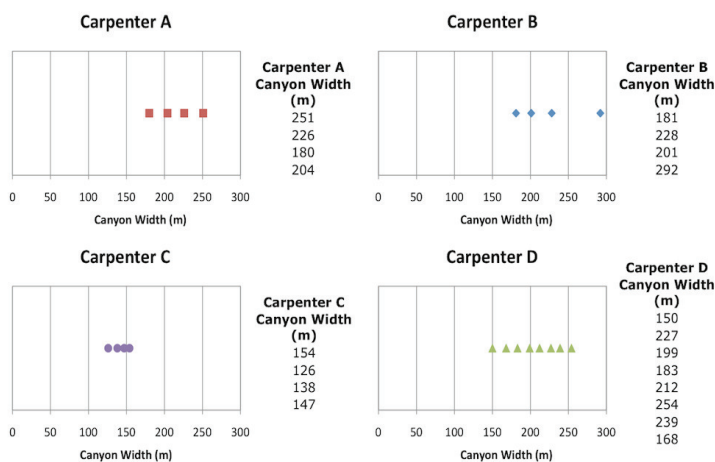 Carpenter A
Carpenter A
Canyon Width
(m)
251
226
180
204
0 50 100 150 200 250 300
Canyon Width (m)
Carpenter B
Carpenter B
Canyon Width
(m)
181
228
201
292
0 50 100 150 200 250 300
Canyon Width (m)
Carpenter C
Carpenter C
Canyon Width
(m)
154
126
138
147
0 50 100 150 200 250 300
Canyon Width (m)
Carpenter D
Carpenter D
Canyon Width
(m)
150
227
199
183
212
254
239
168
0 50 100 150 200 250 300
Canyon Width (m)